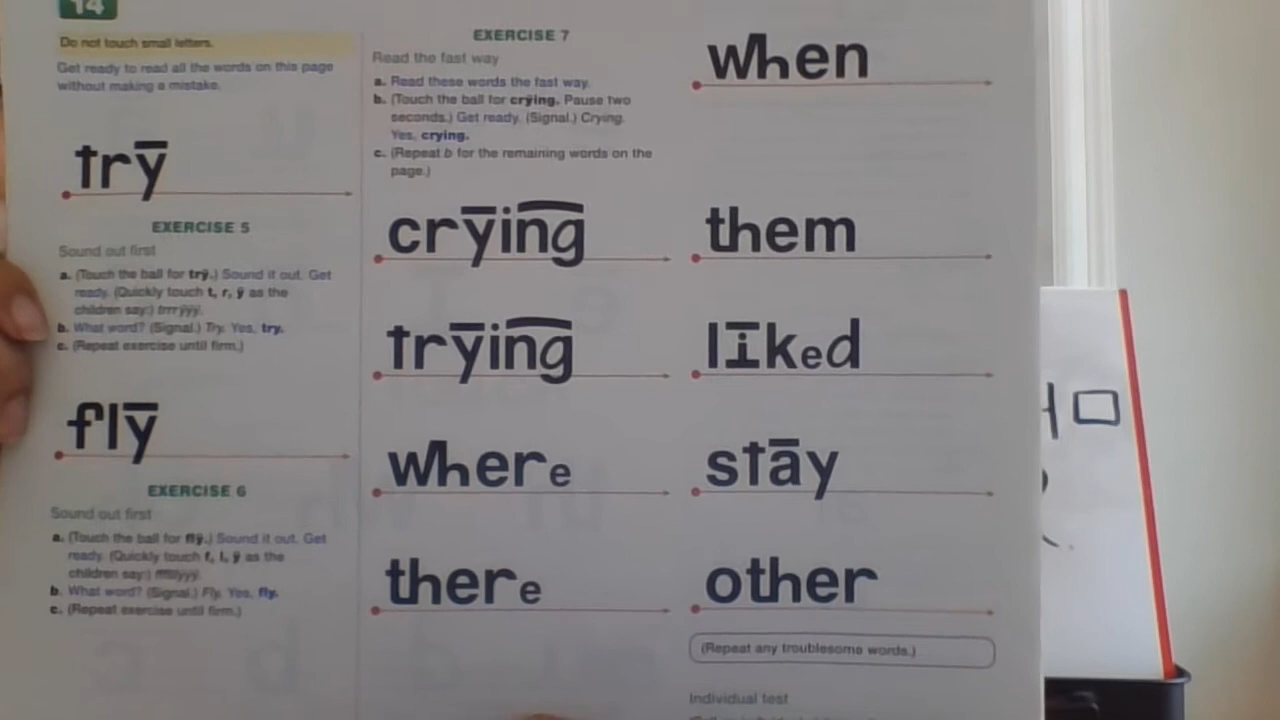 14
Do not touch small letters.
Get ready to read all the words on this page
without making a mistake.
trȳ
EXERCISE 5
Sound out first
a. (Touch the ball for trȳ.) Sound it out. Get
ready. (Quickly touch t, r, ȳ as the
children say:) trrrȳȳȳ.
b. What word? (Signal.) Try. Yes, try.
c. (Repeat exercise until firm.)
flȳ
EXERCISE 6
Sound out first
a. (Touch the ball for flȳ.) Sound it out. Get
ready. (Quickly touch f, l, ȳ as the
children say:)
b. What word? (Signal.) Fly. Yes, fly.
c. (Repeat exercise until firm.)
EXERCISE 7
Read the fast way
a. Read these words the fast way.
b. (Touch the ball for crȳing. Pause two
seconds.) Get ready. (Signal.) Crying.
Yes, crying.
c. (Repeat b for the remaining words on the
page.)
crȳing
trȳing
where
there
when
them
līked
stāy
other
(Repeat any troublesome words.)
Individual test